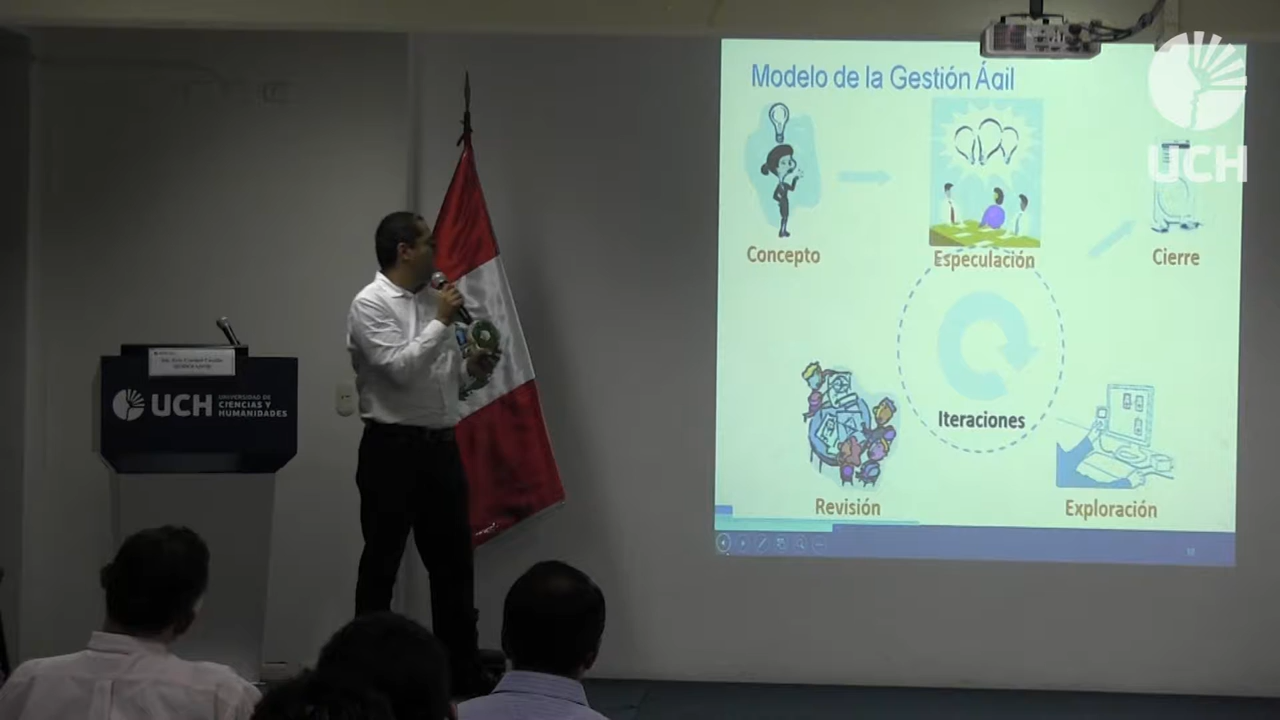 Modelo de la Gestión Ágil
UCH
Concepto
Especulación
Cierre
Iteraciones
Revisión
Exploración
UCH
UNIVERSIDAD DE
CIENCIAS Y
HUMANIDADES